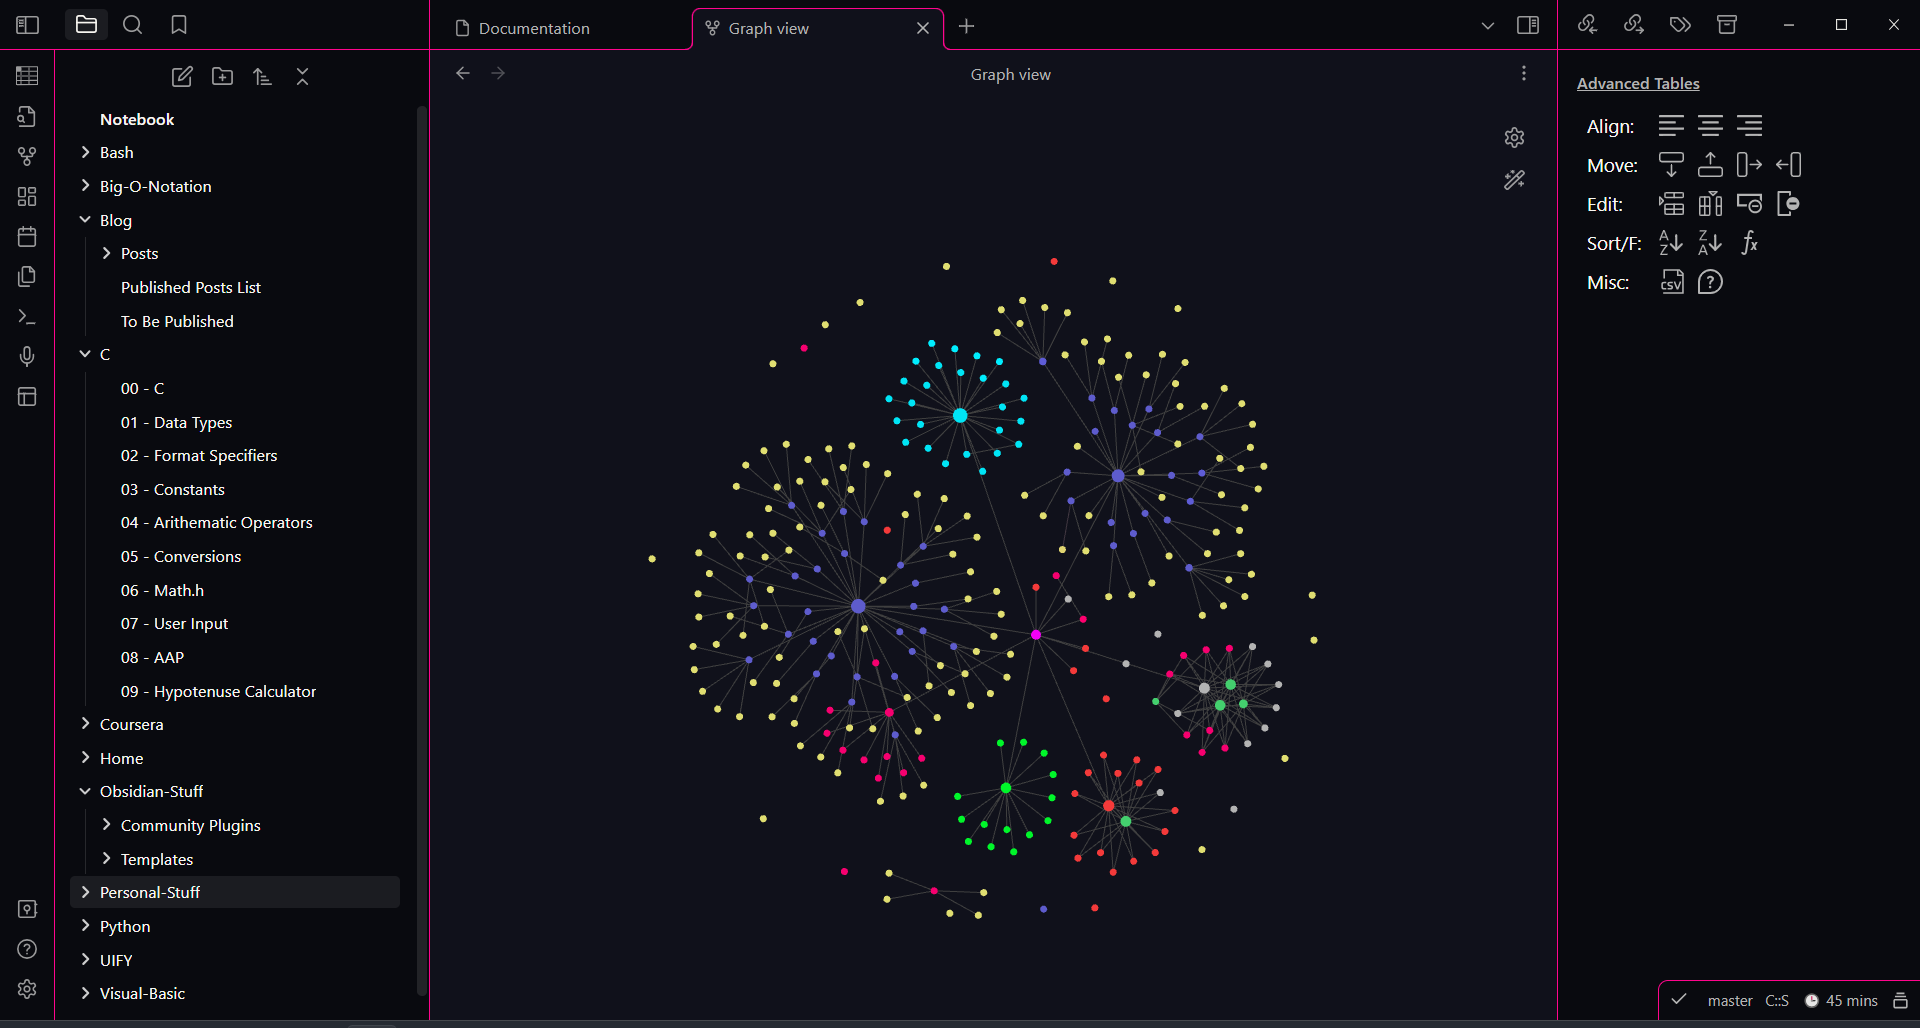 Documentation
Graph view
Graph view
Notebook
Bash
Big-O-Notation
Blog
Posts
Published Posts List
To Be Published
C
00 - C
01 - Data Types
02 - Format Specifiers
03 - Constants
04 - Arithematic Operators
05 - Conversions
06 - Math.h
07 - User Input
08 - AAP
09 - Hypotenuse Calculator
Coursera
Home
Obsidian-Stuff
Community Plugins
Templates
Personal-Stuff
Python
UIFY
Visual-Basic
Advanced Tables
Align:
Move:
Edit:
Sort/F: A Z Z A fx
Misc: CSV ?
master C::S 45 mins